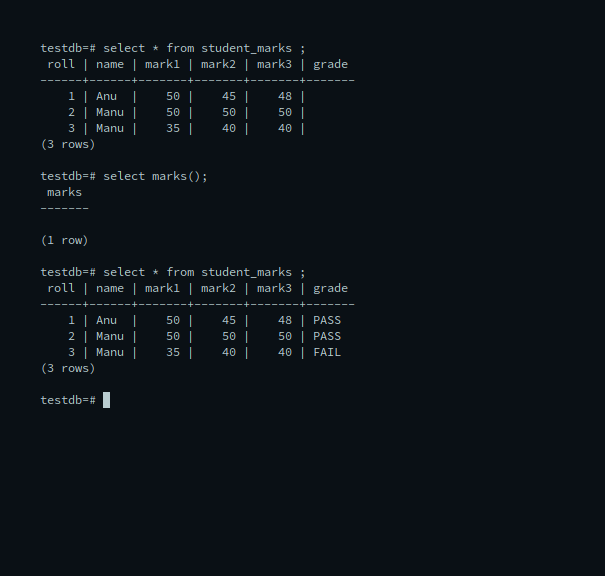 testdb=# select * from student_marks ;
 roll | name | mark1 | mark2 | mark3 | grade
------+------+-------+-------+-------+-------
    1 | Anu  |    50 |    45 |    48 |
    2 | Manu |    50 |    50 |    50 |
    3 | Manu |    35 |    40 |    40 |
(3 rows)

testdb=# select marks();
 marks
-------

(1 row)

testdb=# select * from student_marks ;
 roll | name | mark1 | mark2 | mark3 | grade
------+------+-------+-------+-------+-------
    1 | Anu  |    50 |    45 |    48 | PASS
    2 | Manu |    50 |    50 |    50 | PASS
    3 | Manu |    35 |    40 |    40 | FAIL
(3 rows)

testdb=#